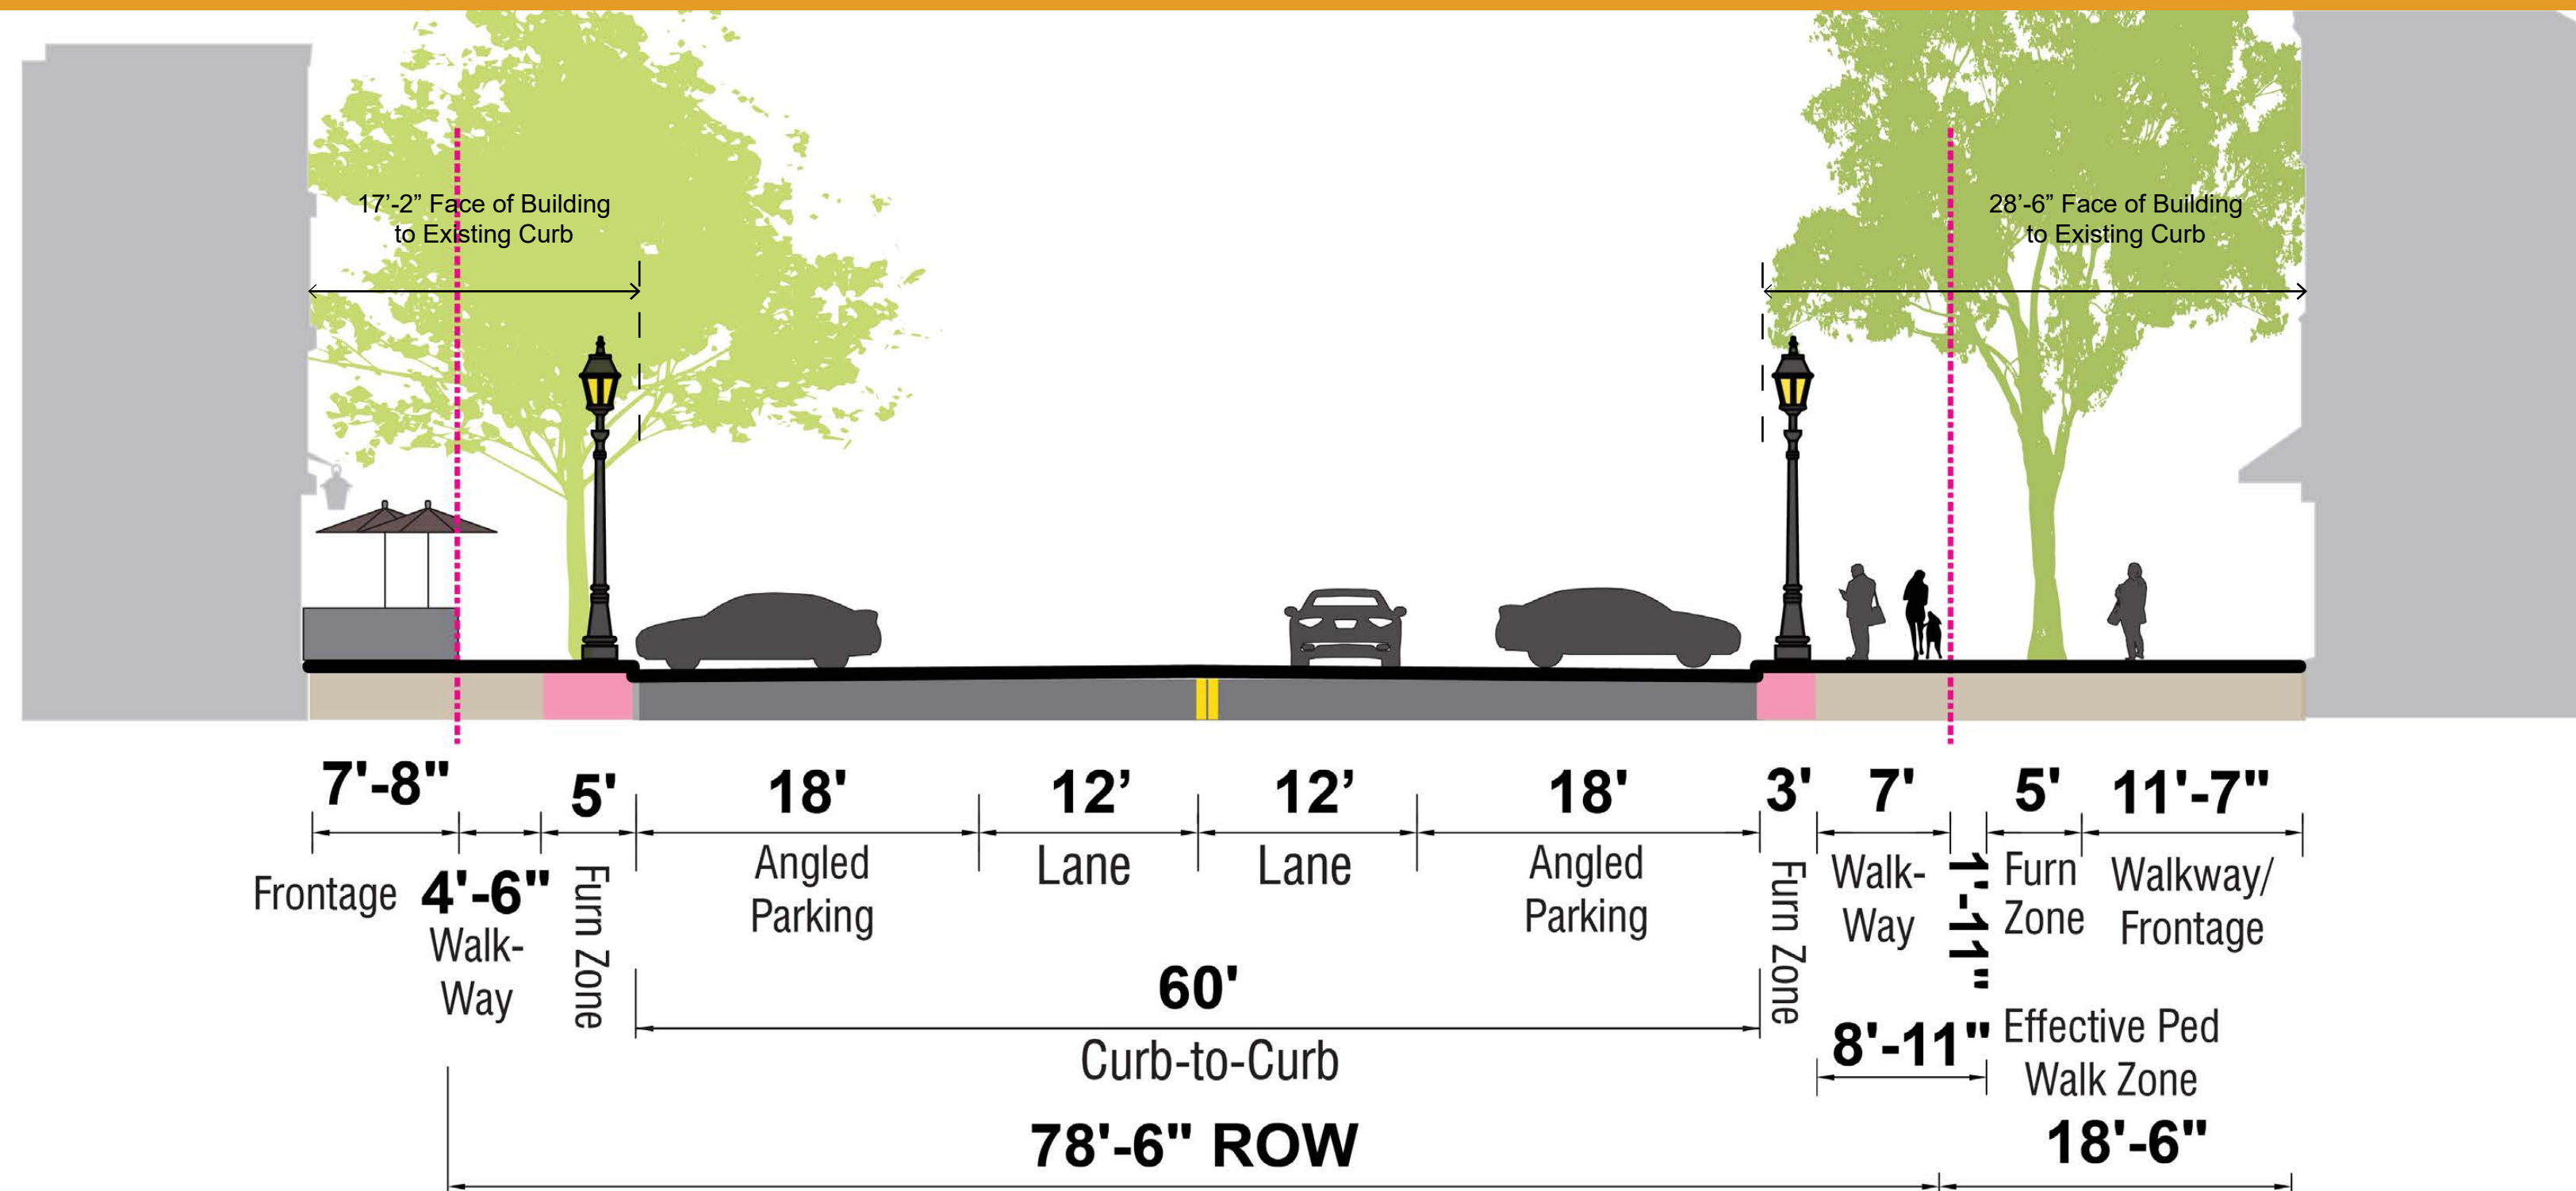 17'-2” Face of Building
to Existing Curb
28’-6” Face of Building
to Existing Curb
7'-8"
5'
18'
12’
12’
18'
3'
7'
5'
11'-7"
Frontage
4'-6"
Walk-
Way
Furn Zone
Angled
Parking
Lane
Lane
Angled
Parking
Furn Zone
Walk-
Way
1'-11"
Furn
Zone
Walkway/
Frontage
60'
Curb-to-Curb
8'-11"
Effective Ped
Walk Zone
78'-6" ROW
18'-6"